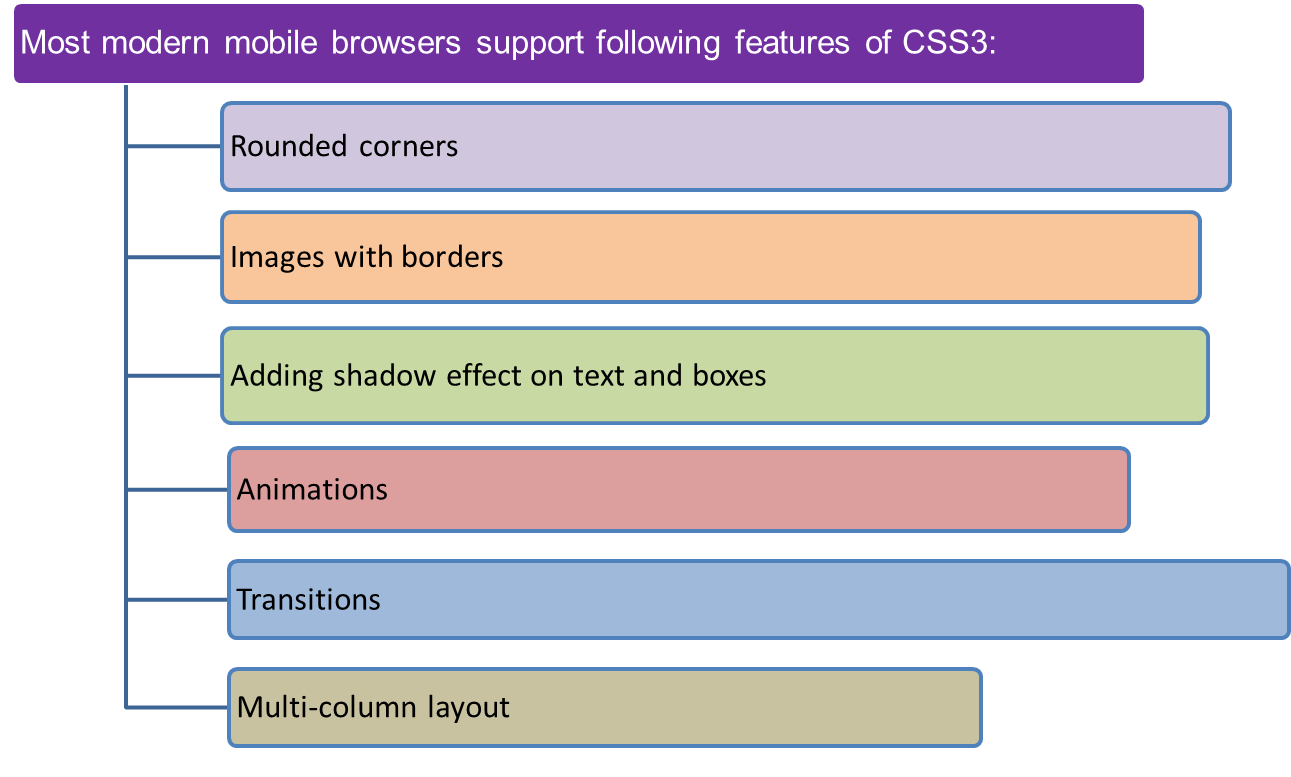 Most modern mobile browsers support following features of CSS3:
Rounded corners
Images with borders
Adding shadow effect on text and boxes
Animations
Transitions
Multi-column layout